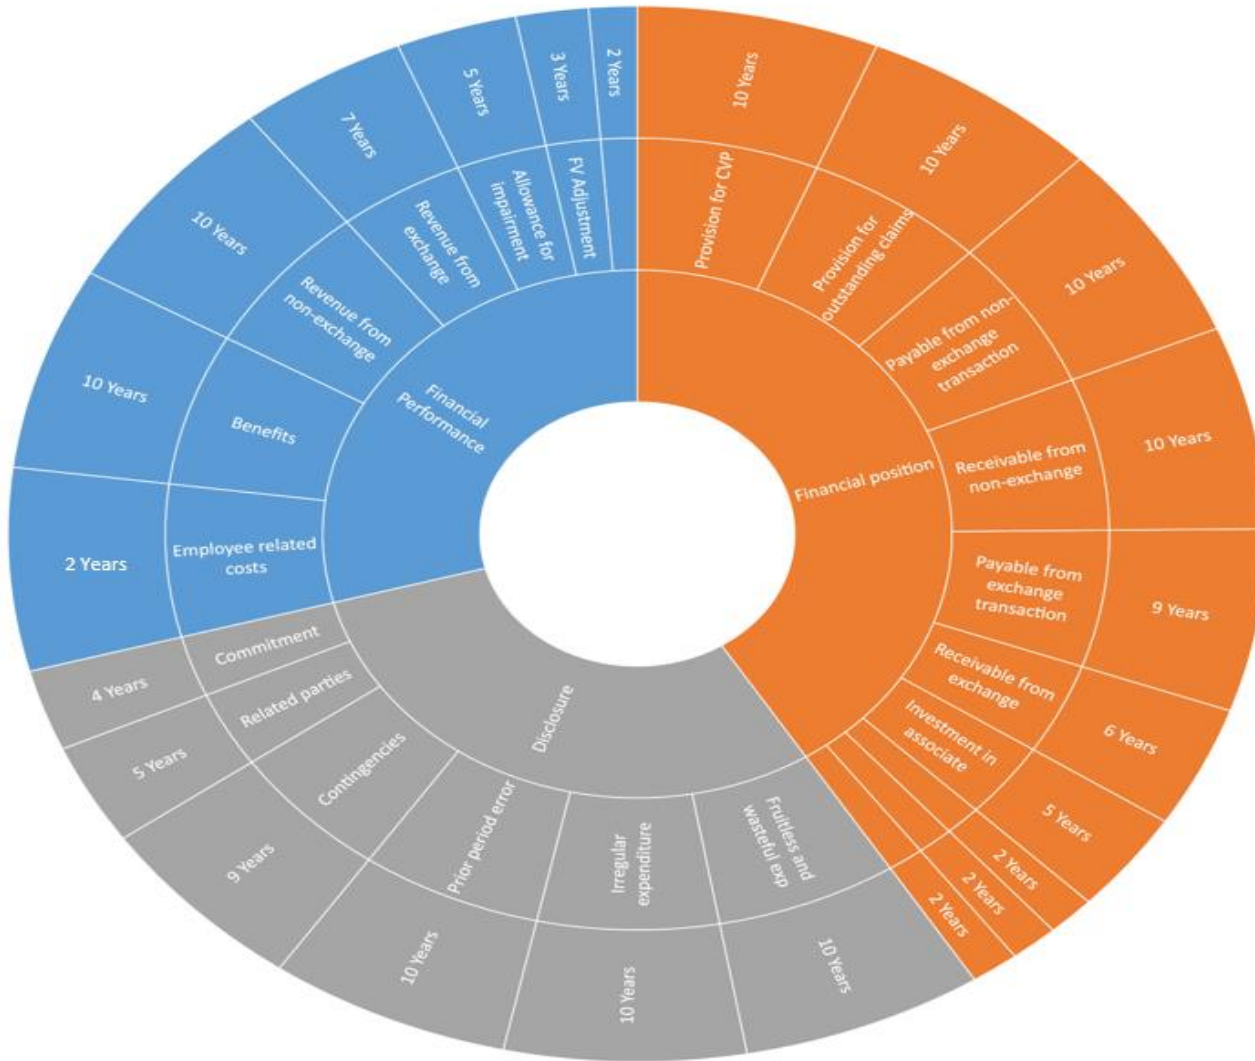 Financial position
Provision for CVP
10 Years
Provision for
outstanding claims
10 Years
Payable from non-
exchange
transaction
10 Years
Receivable from
non-exchange
10 Years
Payable from
exchange
transaction
9 Years
Receivable from
exchange
6 Years
Investment in
associate
5 Years
2 Years
2 Years
2 Years
Disclosure
Fruitless and
wasteful exp
10 Years
Irregular
expenditure
10 Years
Prior period error
10 Years
Contingencies
9 Years
Related parties
5 Years
Commitment
4 Years
Financial
Performance
Employee related
costs
2 Years
Benefits
10 Years
Revenue from
non-exchange
10 Years
Revenue from
exchange
7 Years
Allowance for
impairment
5 Years
FV Adjustment
3 Years
2 Years